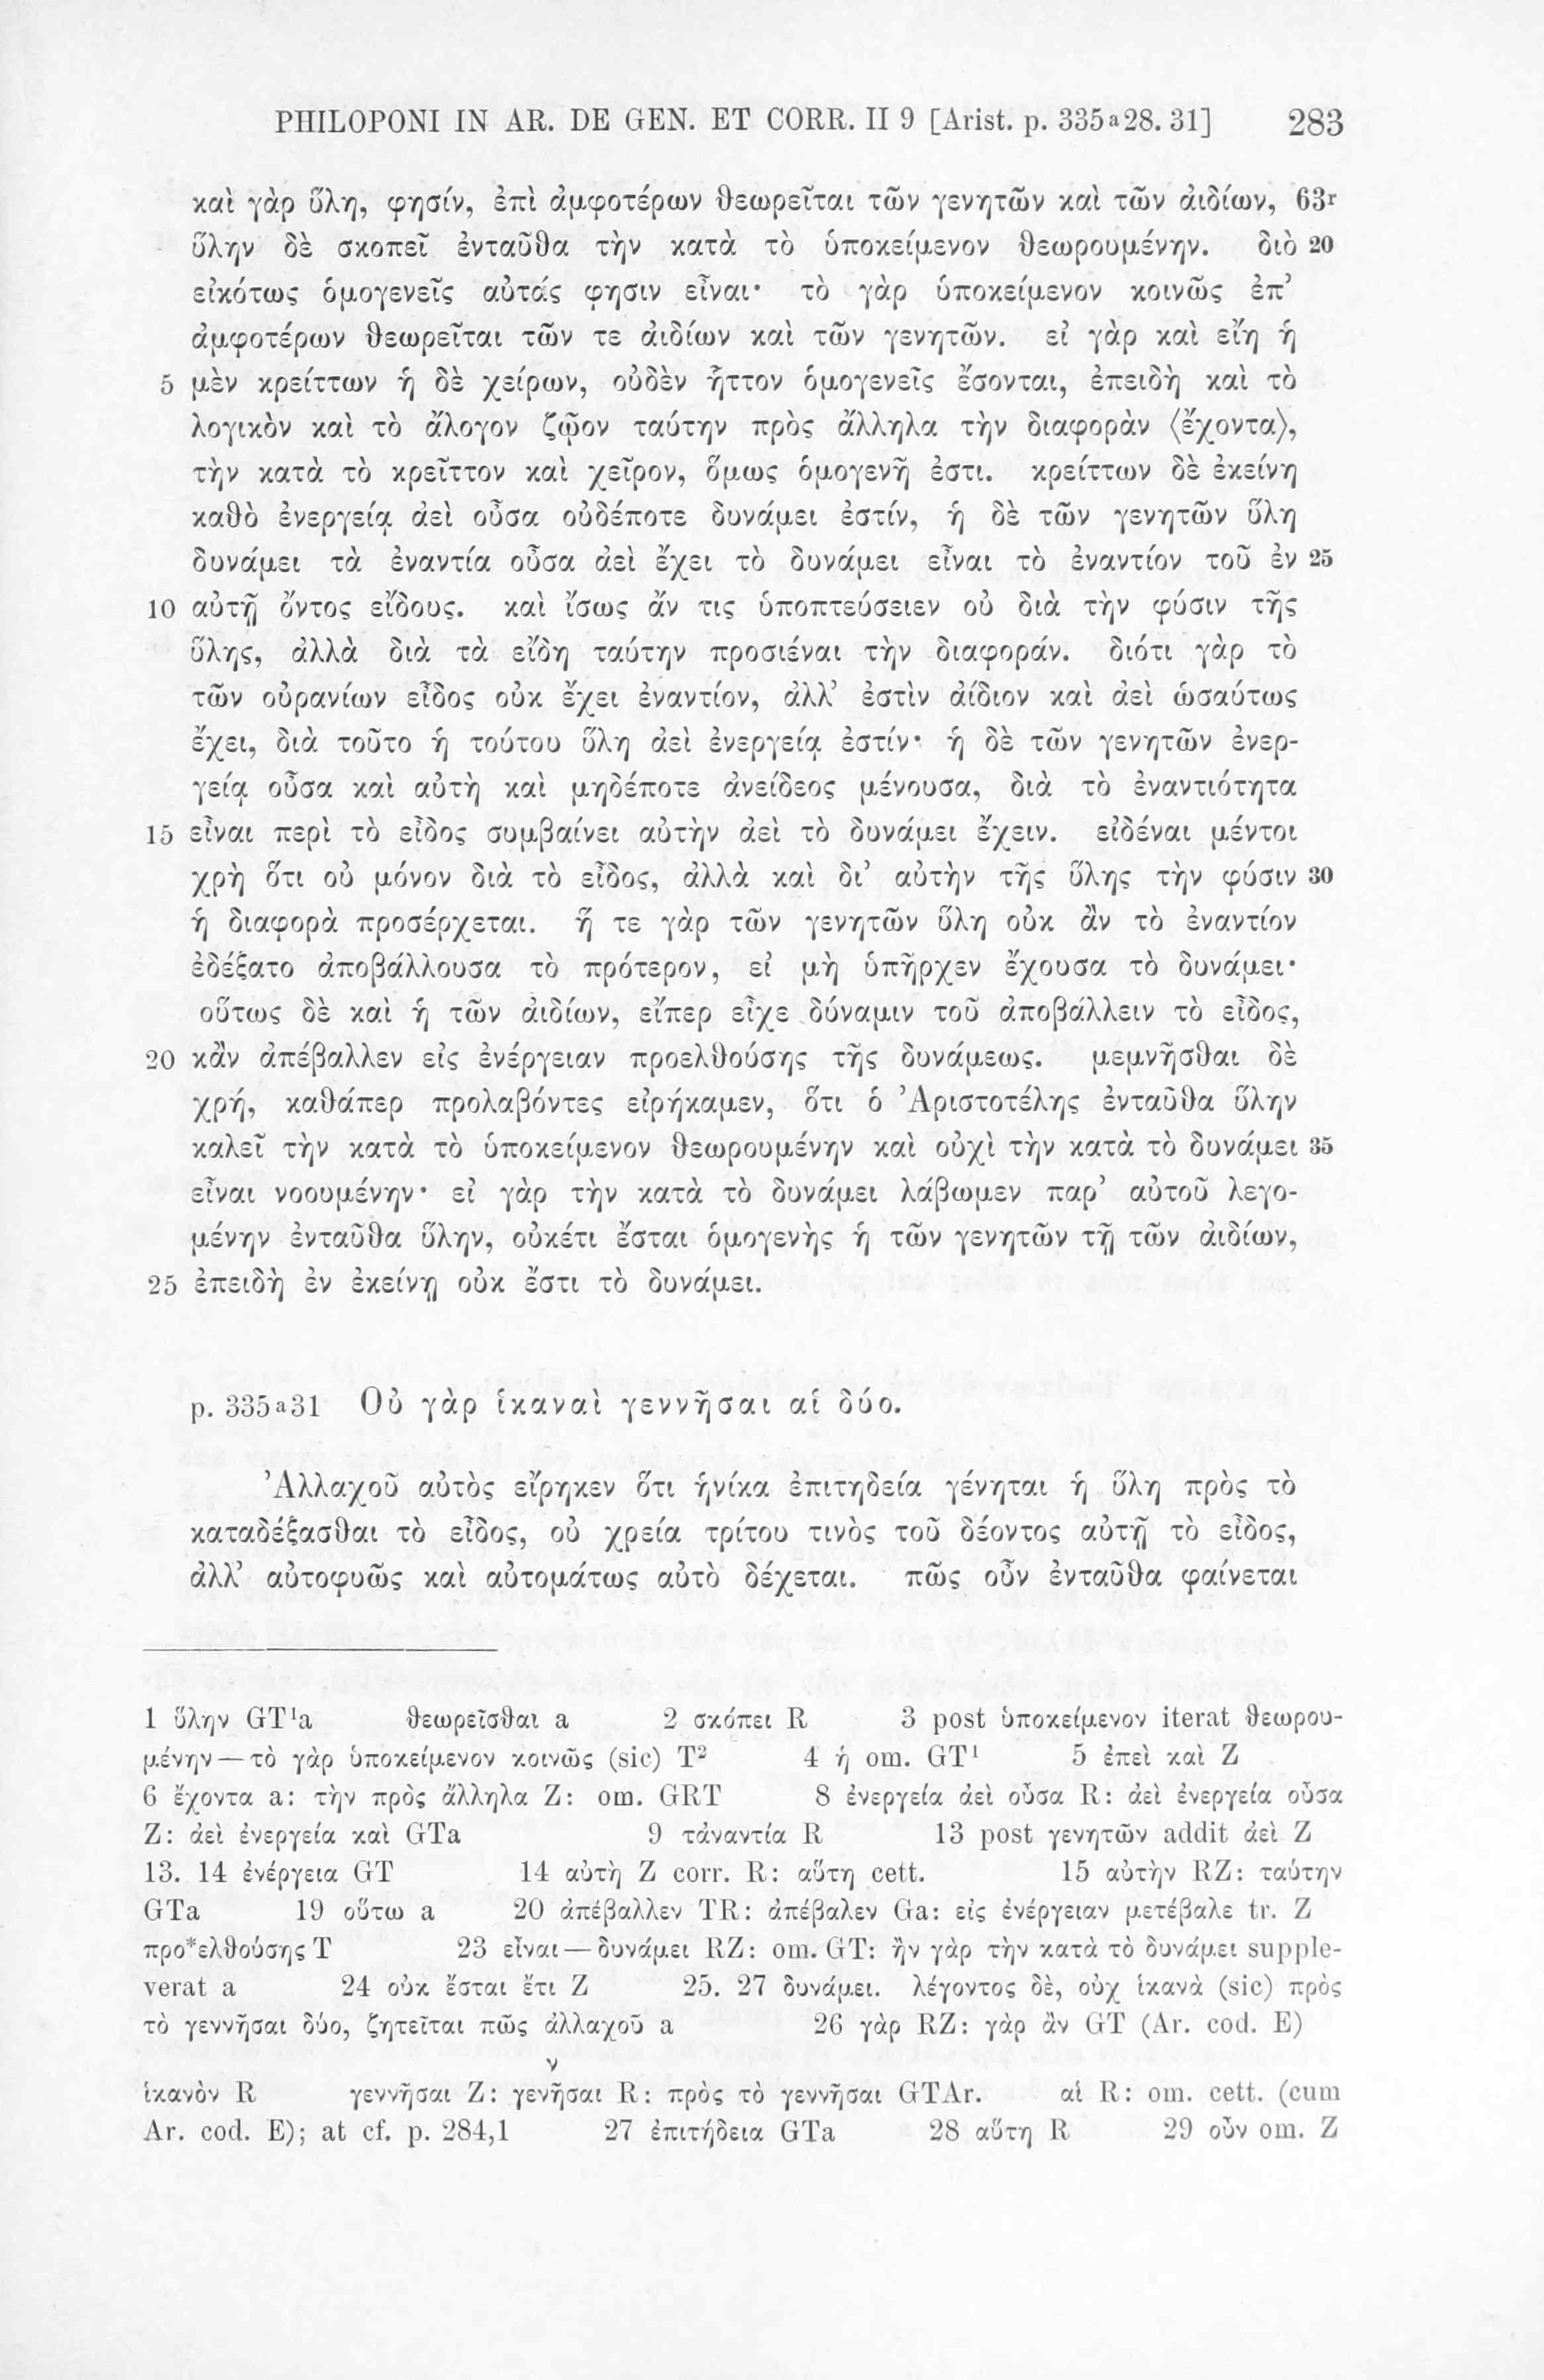 PHILOPONI IN AR. DE GEN. ET CORR. II 9 [Arist. p. 335a28. 31] 283
καὶ γὰρ ὕλη, φησίν, ἐπὶ ἀμφοτέρων θεωρεῖται τῶν γενητῶν καὶ τῶν ἀιδίων, 63r
ὕλην δὲ σκοπεῖ ἐνταῦθα τὴν κατὰ τὸ ὑποκείμενον θεωρουμένην. διὸ 20
εἰκότως ὁμογενεῖς αὐτάς φησιν εἶναι· τὸ γὰρ ὑποκείμενον κοινῶς ἐπ’
ἀμφοτέρων θεωρεῖται τῶν τε ἀιδίων καὶ τῶν γενητῶν. εἰ γὰρ καὶ εἴη ἡ
5 μὲν κρείττων ἡ δὲ χείρων, οὐδὲν ἧττον ὁμογενεῖς ἔσονται, ἐπειδὴ καὶ τὸ
λογικὸν καὶ τὸ ἄλογον ζῷον ταύτην πρὸς ἄλληλα τὴν διαφορὰν ⟨ἔχοντα⟩,
τὴν κατὰ τὸ κρεῖττον καὶ χεῖρον, ὅμως ὁμογενῆ ἐστι. κρείττων δὲ ἐκείνη
καθὸ ἐνεργείᾳ ἀεὶ οὖσα οὐδέποτε δυνάμει ἐστίν, ἡ δὲ τῶν γενητῶν ὕλη
δυνάμει τὰ ἐναντία οὖσα ἀεὶ ἔχει τὸ δυνάμει εἶναι τὸ ἐναντίον τοῦ ἐν 25
10 αὐτῇ ὄντος εἴδους. καὶ ἴσως ἄν τις ὑποπτεύσειεν οὐ διὰ τὴν φύσιν τῆς
ὕλης, ἀλλὰ διὰ τὰ εἴδη ταύτην προσιέναι τὴν διαφοράν. διότι γὰρ τὸ
τῶν οὐρανίων εἶδος οὐκ ἔχει ἐναντίον, ἀλλ’ ἐστὶν ἀίδιον καὶ ἀεὶ ὡσαύτως
ἔχει, διὰ τοῦτο ἡ τούτου ὕλη ἀεὶ ἐνεργείᾳ ἐστίν· ἡ δὲ τῶν γενητῶν ἐνερ-
γείᾳ οὖσα καὶ αὐτὴ καὶ μηδέποτε ἀνείδεος μένουσα, διὰ τὸ ἐναντιότητα
15 εἶναι περὶ τὸ εἶδος συμβαίνει αὐτὴν ἀεὶ τὸ δυνάμει ἔχειν. εἰδέναι μέντοι
χρὴ ὅτι οὐ μόνον διὰ τὸ εἶδος, ἀλλὰ καὶ δι’ αὐτὴν τῆς ὕλης τὴν φύσιν 30
ἡ διαφορὰ προσέρχεται. ἥ τε γὰρ τῶν γενητῶν ὕλη οὐκ ἂν τὸ ἐναντίον
ἐδέξατο ἀποβάλλουσα τὸ πρότερον, εἰ μὴ ὑπῆρχεν ἔχουσα τὸ δυνάμει·
οὕτως δὲ καὶ ἡ τῶν ἀιδίων, εἴπερ εἶχε δύναμιν τοῦ ἀποβάλλειν τὸ εἶδος,
20 κἂν ἀπέβαλλεν εἰς ἐνέργειαν προελθούσης τῆς δυνάμεως. μεμνῆσθαι δὲ
χρή, καθάπερ προλαβόντες εἰρήκαμεν, ὅτι ὁ Ἀριστοτέλης ἐνταῦθα ὕλην
καλεῖ τὴν κατὰ τὸ ὑποκείμενον θεωρουμένην καὶ οὐχὶ τὴν κατὰ τὸ δυνάμει 35
εἶναι νοουμένην· εἰ γὰρ τὴν κατὰ τὸ δυνάμει λάβωμεν παρ’ αὐτοῦ λεγο-
μένην ἐνταῦθα ὕλην, οὐκέτι ἔσται ὁμογενὴς ἡ τῶν γενητῶν τῇ τῶν ἀιδίων,
25 ἐπειδὴ ἐν ἐκείνῃ οὐκ ἔστι τὸ δυνάμει.
p. 335a31 Οὐ γὰρ ἱκαναὶ γεννῆσαι αἱ δύο.
Ἀλλαχοῦ αὐτὸς εἴρηκεν ὅτι ἡνίκα ἐπιτηδεία γένηται ἡ ὕλη πρὸς τὸ
καταδέξασθαι τὸ εἶδος, οὐ χρεία τρίτου τινὸς τοῦ δέοντος αὐτῇ τὸ εἶδος,
ἀλλ’ αὐτοφυῶς καὶ αὐτομάτως αὐτὸ δέχεται. πῶς οὖν ἐνταῦθα φαίνεται
1 ὕλην GT¹a θεωρεῖσθαι a 2 σκόπει R 3 post ὑποκείμενον iterat θεωρου-
μένην — τὸ γὰρ ὑποκείμενον κοινῶς (sic) T² 4 ἡ om. GT¹ 5 ἐπεὶ καὶ Z
6 ἔχοντα a: τὴν πρὸς ἄλληλα Z: om. GRT 8 ἐνεργεία ἀεὶ οὖσα R: ἀεὶ ἐνεργεία οὖσα
Z: ἀεὶ ἐνεργεία καὶ GTa 9 τἀναντία R 13 post γενητῶν addit ἀεὶ Z
13. 14 ἐνέργεια GT 14 αὐτὴ Z corr. R: αὕτη cett. 15 αὐτὴν RZ: ταύτην
GTa 19 οὕτω a 20 ἀπέβαλλεν TR: ἀπέβαλεν Ga: εἰς ἐνέργειαν μετέβαλε tr. Z
προ*ελθούσης T 23 εἶναι — δυνάμει RZ: om. GT: ἢν γὰρ τὴν κατὰ τὸ δυνάμει supple-
verat a 24 οὐκ ἔσται ἔτι Z 25. 27 δυνάμει. λέγοντος δὲ, οὐχ ἱκανὰ (sic) πρὸς
τὸ γεννῆσαι δύο, ζητεῖται πῶς ἀλλαχοῦ a 26 γὰρ RZ: γὰρ ἂν GT (Ar. cod. E)
ν
ἱκανὸν R γεννῆσαι Z: γενῆσαι R: πρὸς τὸ γεννῆσαι GTAr. αἱ R: om. cett. (cum
Ar. cod. E); at cf. p. 284,1 27 ἐπιτήδεια GTa 28 αὕτη R 29 οὖν om. Z